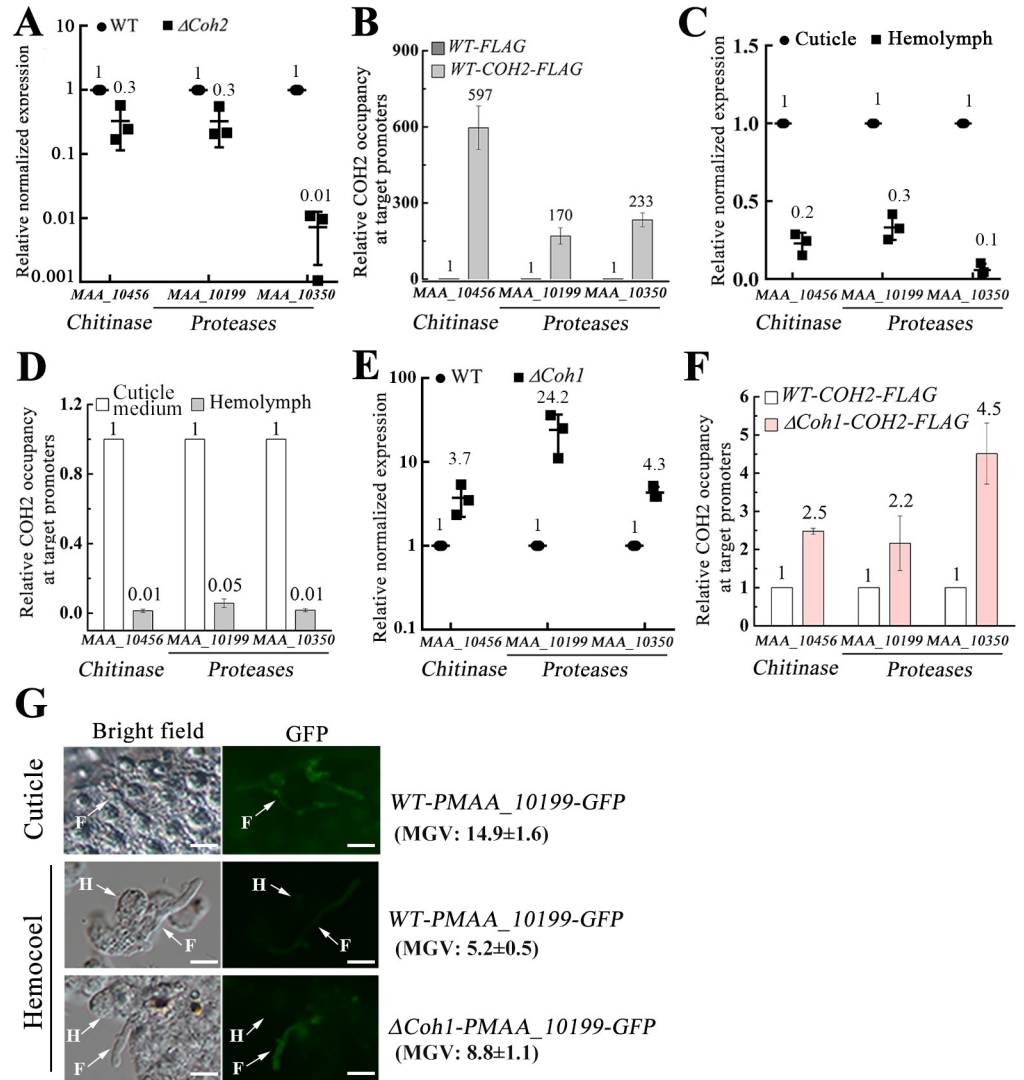 A
WT ΔCoh2
Relative normalized expression
10
1
0.1
0.01
0.001
1 0.3 1 0.3 1 0.01
MAA_10456 MAA_10199 MAA_10350
Chitinase Proteases
B
WT-FLAG
WT-COH2-FLAG
Relative COH2 occupancy
at target promoters
900
600
300
0
1 597 1 170 1 233
MAA_10456 MAA_10199 MAA_10350
Chitinase Proteases
C
Cuticle Hemolymph
Relative normalized expression
1.5
1.0
0.5
0.0
1 0.2 1 0.3 1 0.1
MAA_10456 MAA_10199 MAA_10350
Chitinase Proteases
D
Cuticle
medium
Hemolymph
Relative COH2 occupancy
at target promoters
1.2
0.8
0.4
0.0
1 0.01 1 0.05 1 0.01
MAA_10456 MAA_10199 MAA_10350
Chitinase Proteases
E
WT ΔCoh1
Relative normalized expression
100
10
1
0.1
1 3.7 1 24.2 1 4.3
MAA_10456 MAA_10199 MAA_10350
Chitinase Proteases
F
WT-COH2-FLAG
ΔCoh1-COH2-FLAG
Relative COH2 occupancy
at target promoters
6
5
4
3
2
1
0
1 2.5 1 2.2 1 4.5
MAA_10456 MAA_10199 MAA_10350
Chitinase Proteases
G
Bright field GFP
Cuticle
F F
WT-PMAA_10199-GFP
(MGV: 14.9±1.6)
Hemocoel
H H
F F
WT-PMAA_10199-GFP
(MGV: 5.2±0.5)
H H
F F
ΔCoh1-PMAA_10199-GFP
(MGV: 8.8±1.1)